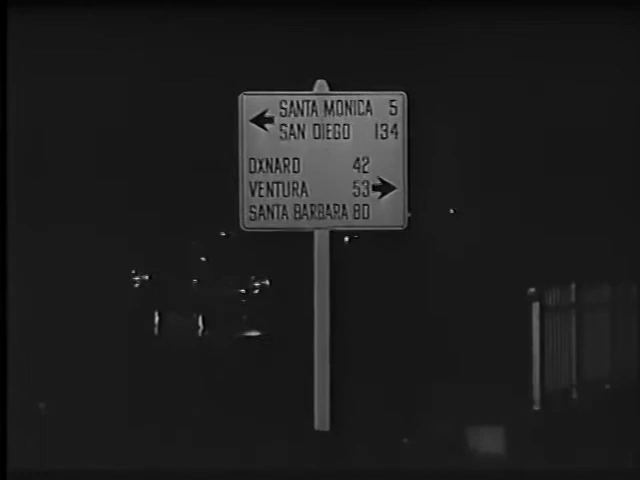 SANTA MONICA 5
SAN DIEGO 134
OXNARD 42
VENTURA 53
SANTA BARBARA 80